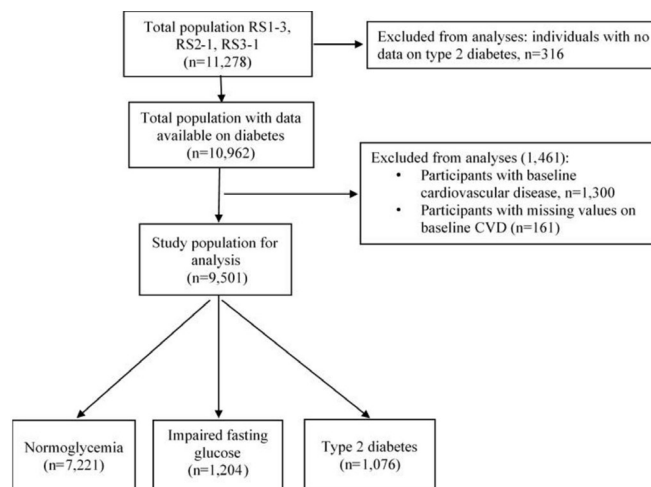 Total population RS1-3,
RS2-1, RS3-1
(n=11,278)
Excluded from analyses: individuals with no
data on type 2 diabetes, n=316
Total population with data
available on diabetes
(n=10,962)
Excluded from analyses (1,461):
• Participants with baseline
cardiovascular disease, n=1,300
• Participants with missing values on
baseline CVD (n=161)
Study population for
analysis
(n=9,501)
Normoglycemia
(n=7,221)
Impaired fasting
glucose
(n=1,204)
Type 2 diabetes
(n=1,076)